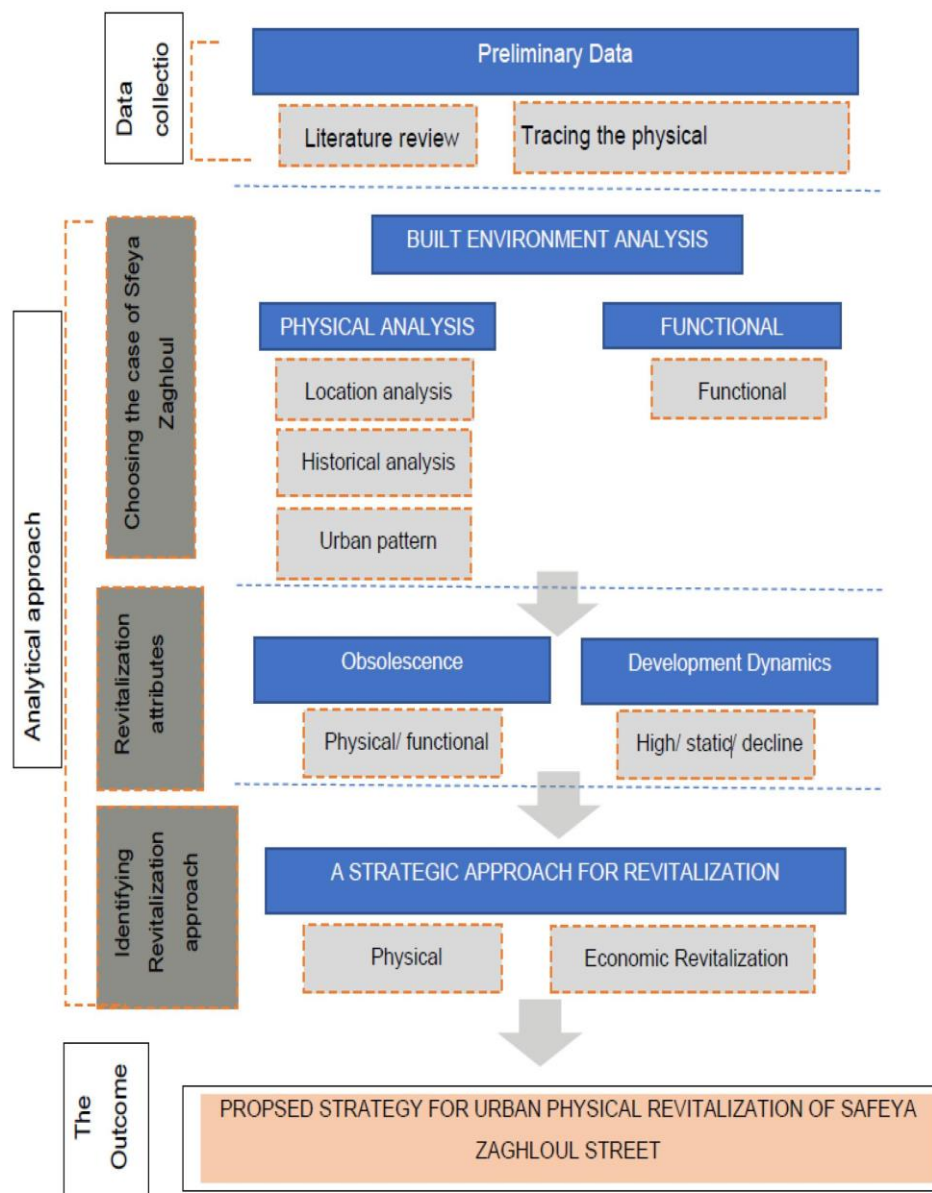 Data
collectio
Preliminary Data
Literature review
Tracing the physical
Analytical approach
Choosing the case of Sfeya
Zaghloul
BUILT ENVIRONMENT ANALYSIS
PHYSICAL ANALYSIS
FUNCTIONAL
Location analysis
Functional
Historical analysis
Urban pattern
Revitalization
attributes
Obsolescence
Development Dynamics
Physical/ functional
High/ static/ decline
Identifying
Revitalization
approach
A STRATEGIC APPROACH FOR REVITALIZATION
Physical
Economic Revitalization
The
Outcome
PROPSED STRATEGY FOR URBAN PHYSICAL REVITALIZATION OF SAFEYA
ZAGHLOUL STREET